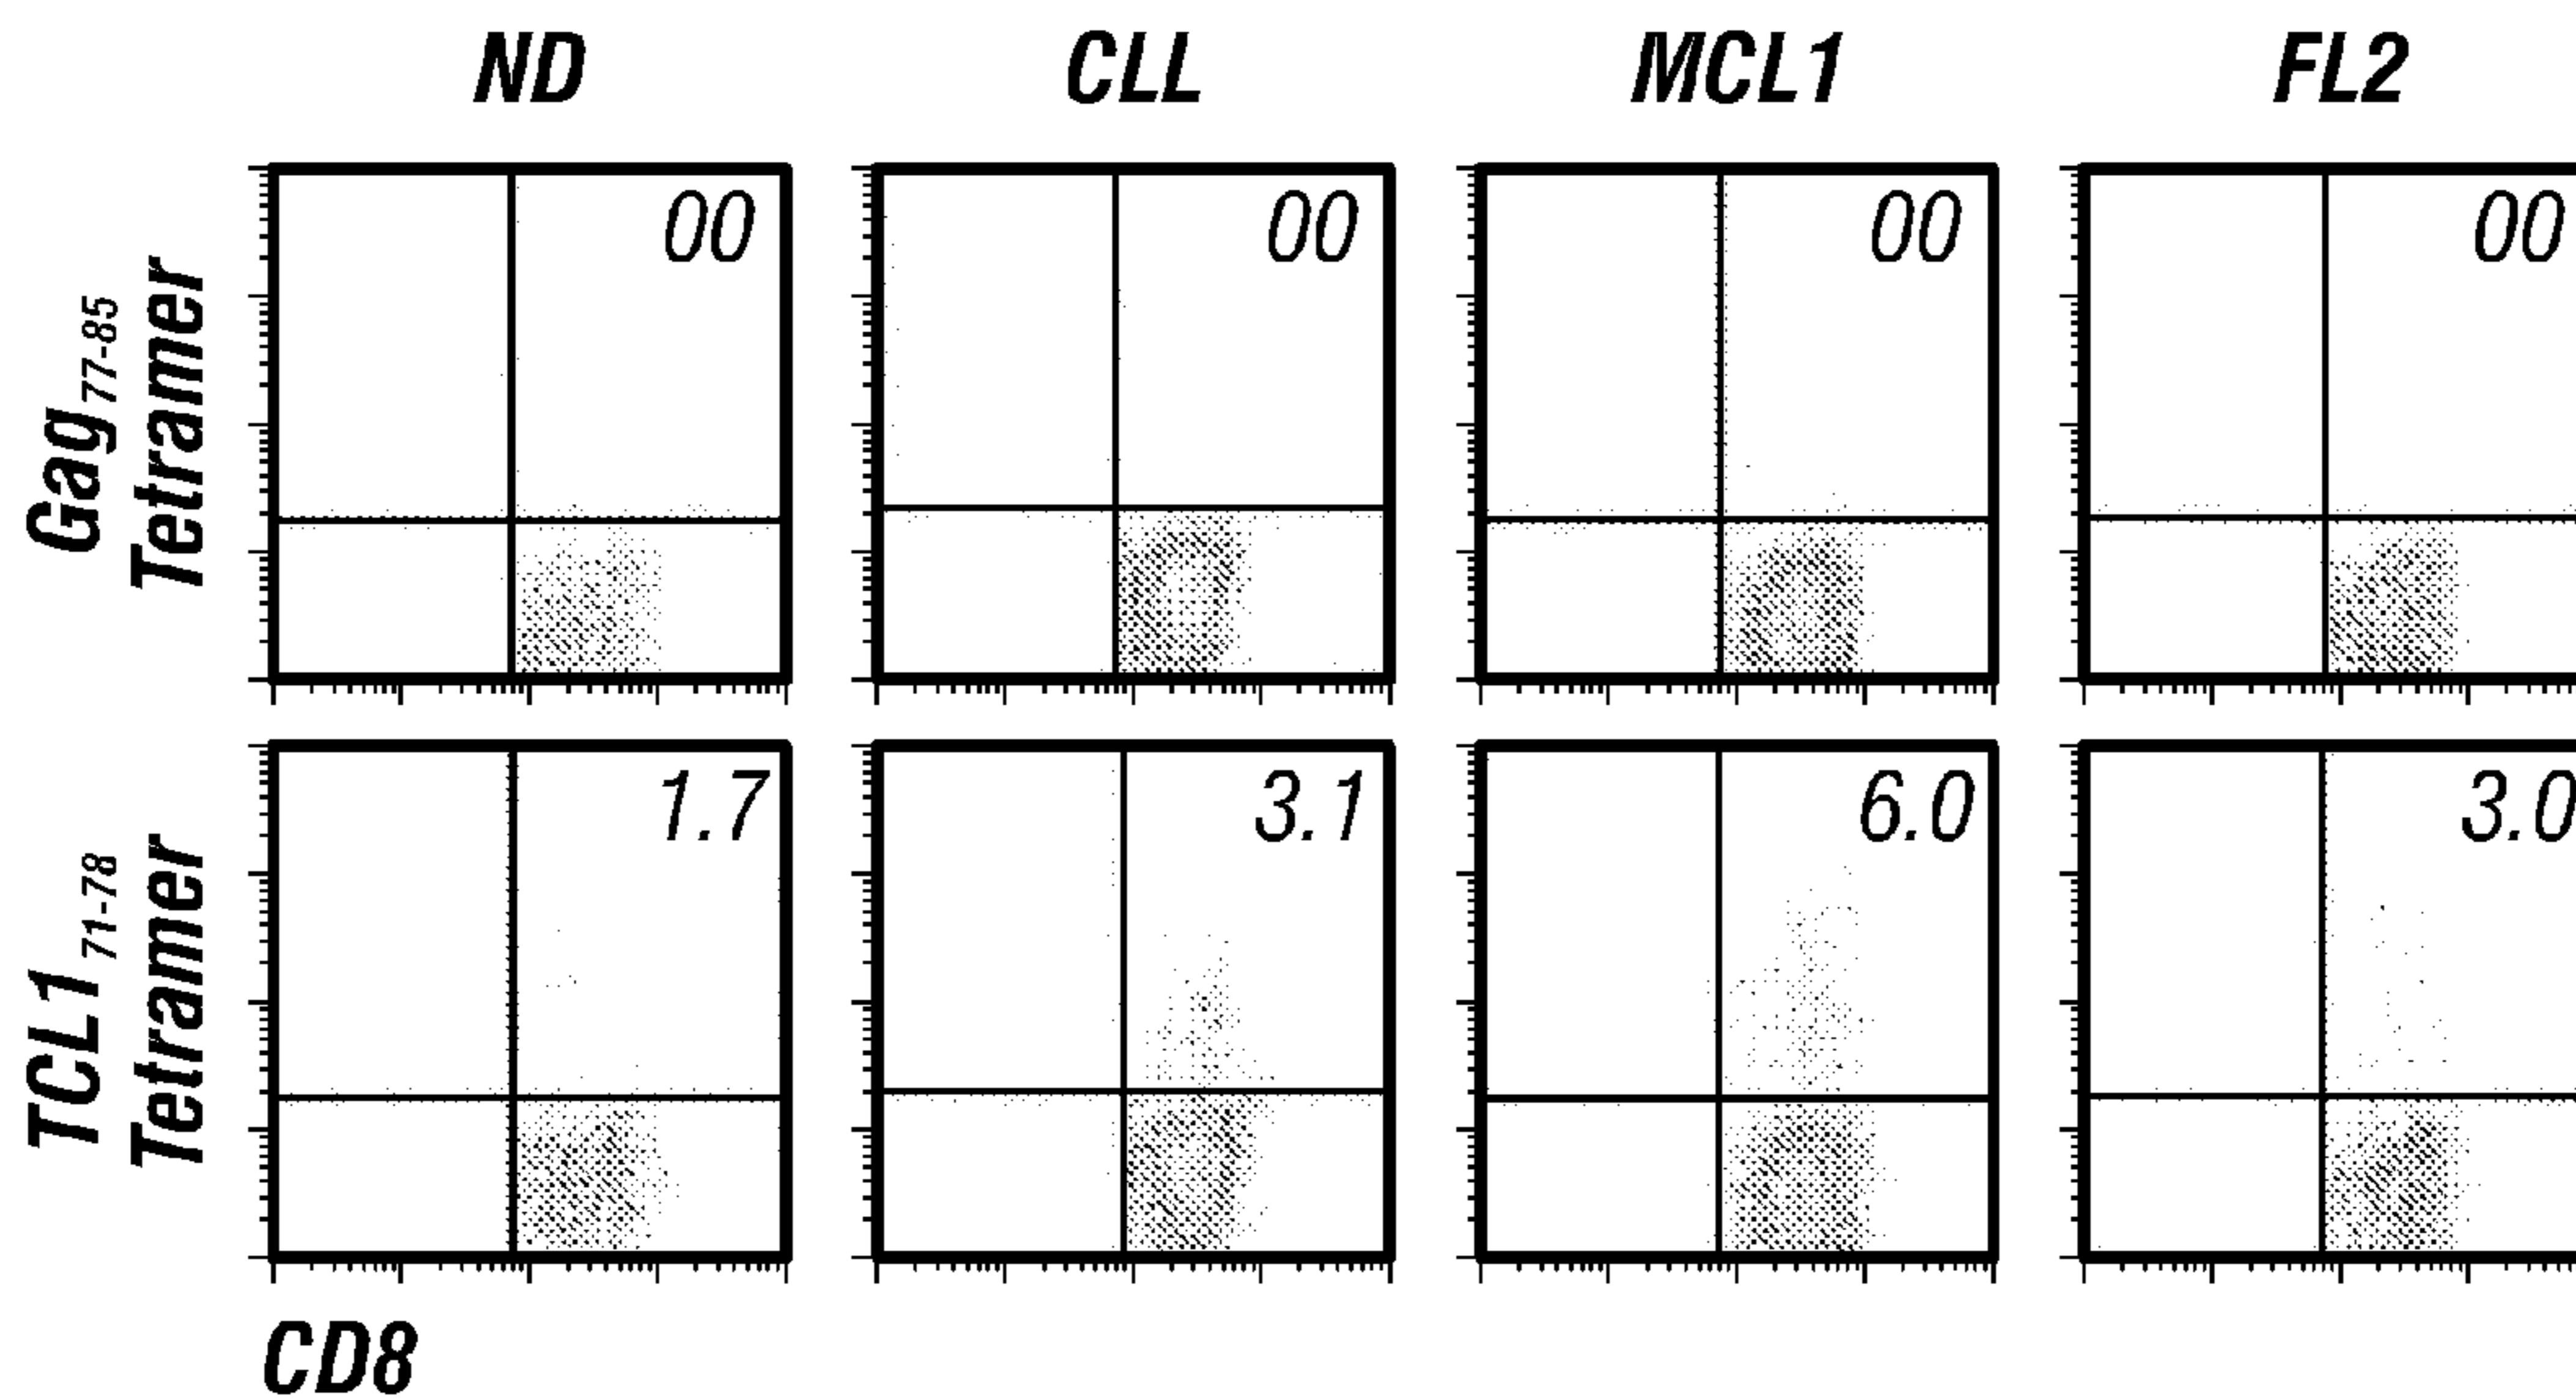 ND CLL MCL1 FL2
Gag77-85
Tetramer
00 00 00 00
TCL171-78
Tetramer
1.7 3.1 6.0 3.0
CD8